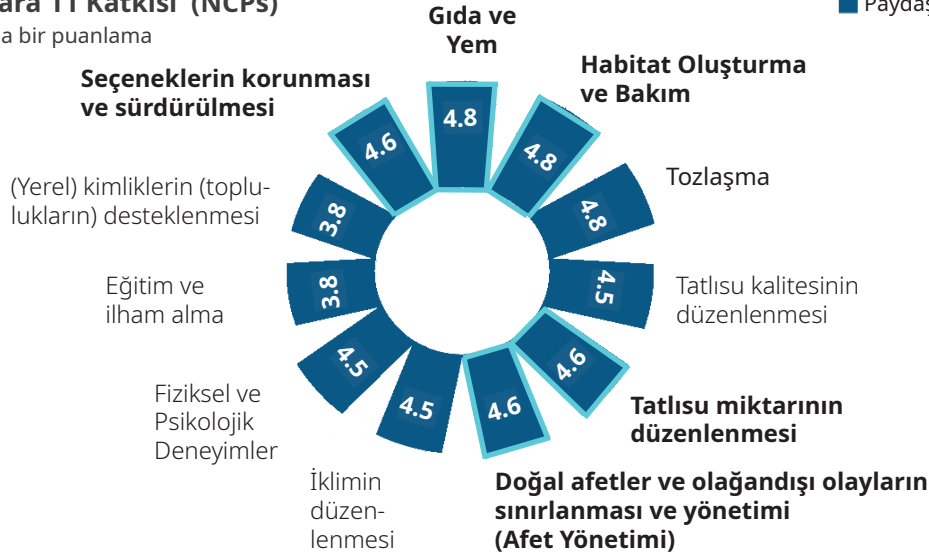 11 Katkısı (NCPs)
bir puanlama
Gıda ve
Yem
Seçeneklerin korunması
ve sürdürülmesi
Habitat Oluşturma
ve Bakım
(Yerel) kimliklerin (toplu-
lukların) desteklenmesi
Tozlaşma
Eğitim ve
ilham alma
Tatlısu kalitesinin
düzenlenmesi
Fiziksel ve
Psikolojik
Deneyimler
Tatlısu miktarının
düzenlenmesi
İklimin
düzen-
lenmesi
Doğal afetler ve olağandışı olayların
sınırlanması ve yönetimi
(Afet Yönetimi)
4.8
4.8
4.8
4.5
4.6
4.6
4.5
4.5
3.8
3.8
4.6